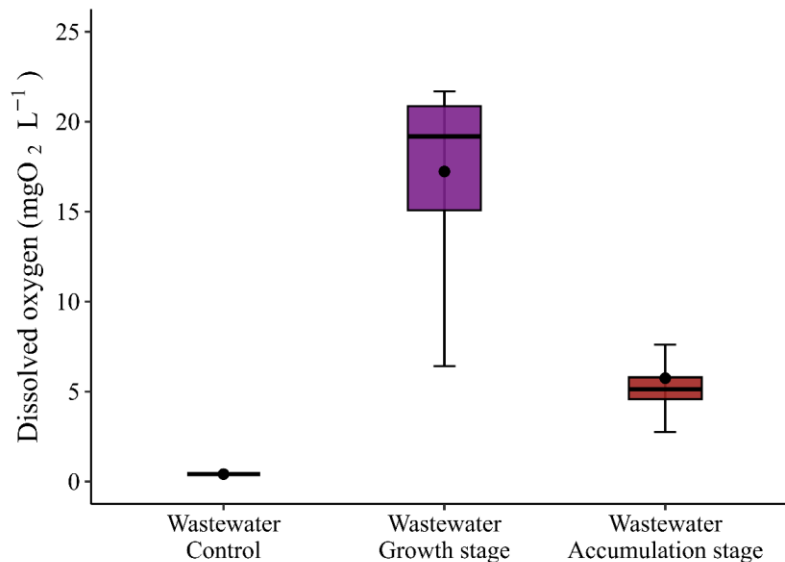 Dissolved oxygen (mgO₂ L⁻¹)
25
20
15
10
5
0
Wastewater
Control
Wastewater
Growth stage
Wastewater
Accumulation stage